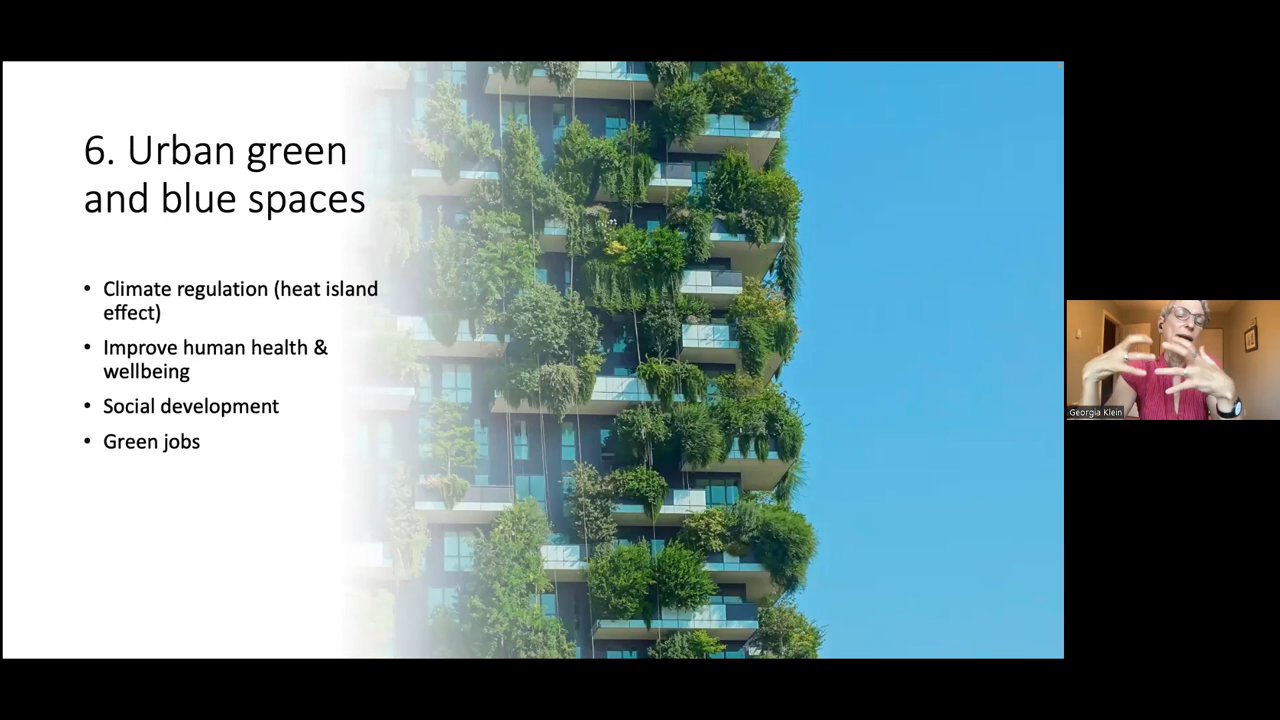 6. Urban green
and blue spaces
• Climate regulation (heat island
effect)
• Improve human health &
wellbeing
• Social development
• Green jobs
Georgia Klein